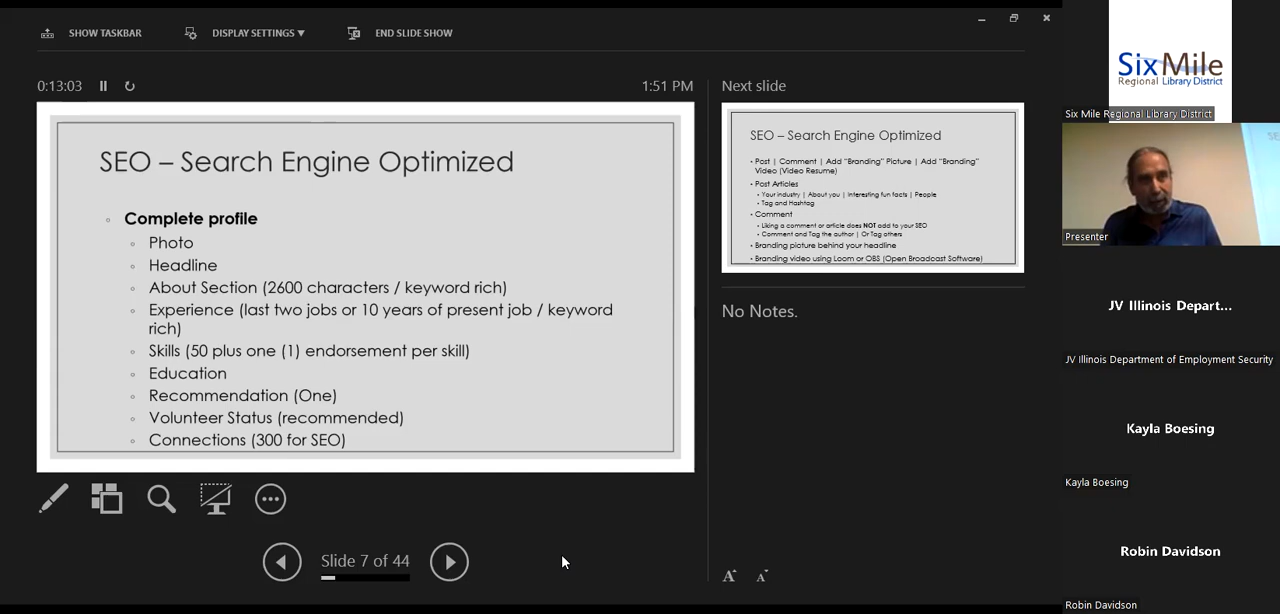 SHOW TASKBAR
DISPLAY SETTINGS ▼
END SLIDE SHOW
0:13:03
1:51 PM
SEO – Search Engine Optimized
◦ Complete profile
◦ Photo
◦ Headline
◦ About Section (2600 characters / keyword rich)
◦ Experience (last two jobs or 10 years of present job / keyword
rich)
◦ Skills (50 plus one (1) endorsement per skill)
◦ Education
◦ Recommendation (One)
◦ Volunteer Status (recommended)
◦ Connections (300 for SEO)
Slide 7 of 44
Next slide
SEO – Search Engine Optimized
• Post | Comment | Add "Branding" Picture | Add "Branding"
Video (Video Resume)
• Post Articles
• Your industry | About you | Interesting fun facts | People
• Tag and Hashtag
• Comment
• Liking a comment or article does NOT add to your SEO
• Comment and Tag the author | Or Tag others
• Branding picture behind your headline
• Branding video using Loom or OBS (Open Broadcast Software)
No Notes.
A A
SixMile
Regional Library District
Six Mile Regional Library District
SE
Presenter
JV Illinois Depart...
JV Illinois Department of Employment Security
Kayla Boesing
Kayla Boesing
Robin Davidson
Robin Davidson